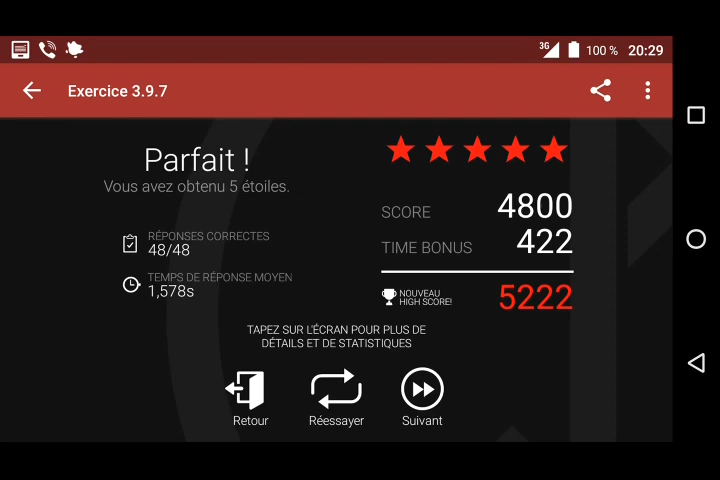 3G 100 % 20:29
Exercice 3.9.7
Parfait !
Vous avez obtenu 5 étoiles.
RÉPONSES CORRECTES
48/48
TEMPS DE RÉPONSE MOYEN
1,578s
SCORE 4800
TIME BONUS 422
NOUVEAU
HIGH SCORE!
5222
TAPEZ SUR L'ÉCRAN POUR PLUS DE
DÉTAILS ET DE STATISTIQUES
Retour
Réessayer
Suivant